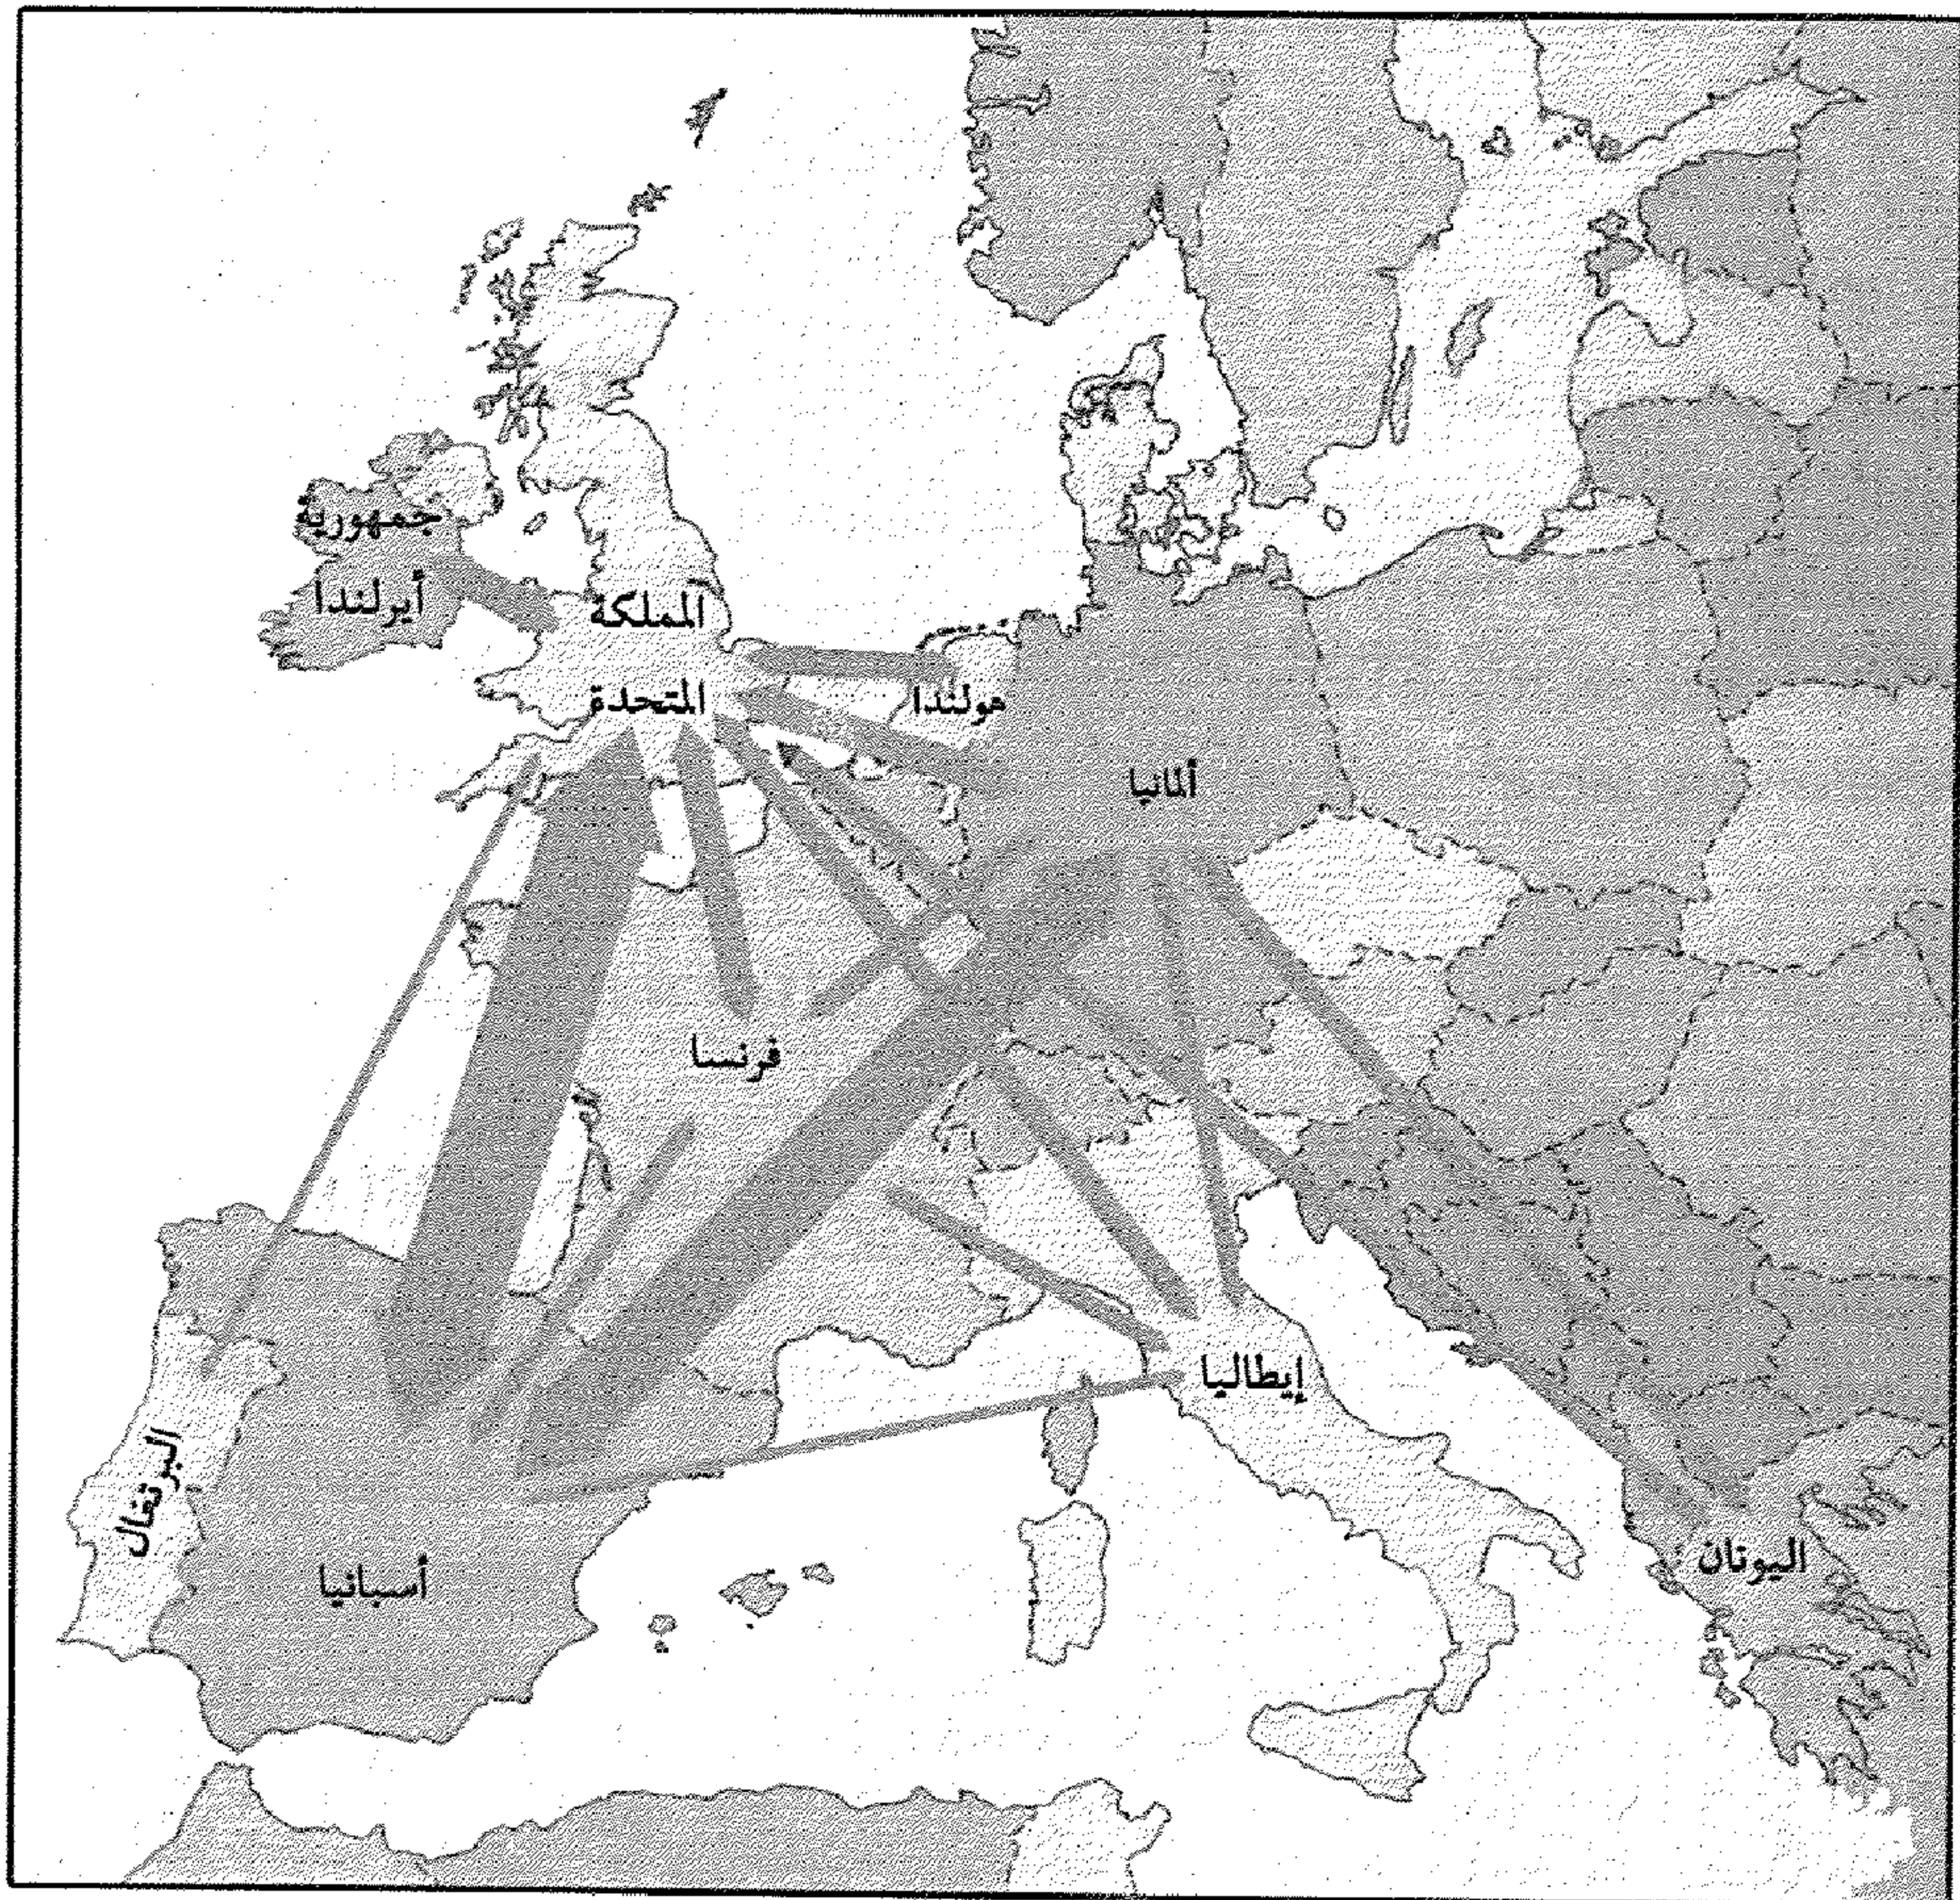 جمهورية
أيرلندا
المملكة
المتحدة
هولندا
ألمانيا
فرنسا
إيطاليا
البرتغال
أسبانيا
اليونان